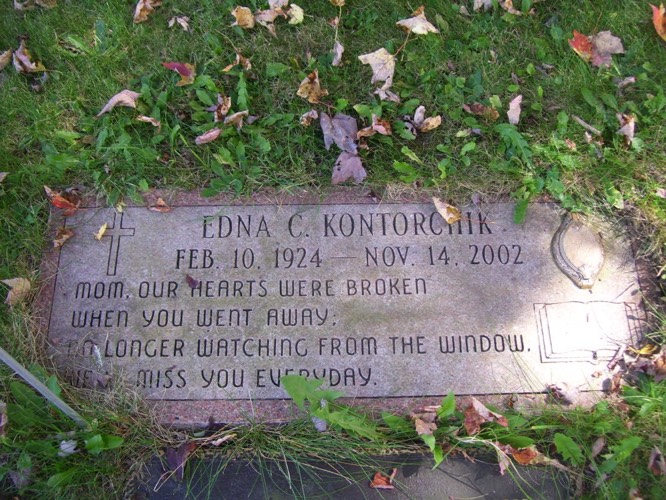 EDNA C. KONTORCHIK
FEB. 10, 1924 — NOV. 14, 2002
MOM, OUR HEARTS WERE BROKEN
WHEN YOU WENT AWAY.
NO LONGER WATCHING FROM THE WINDOW,
MISS YOU EVERYDAY.